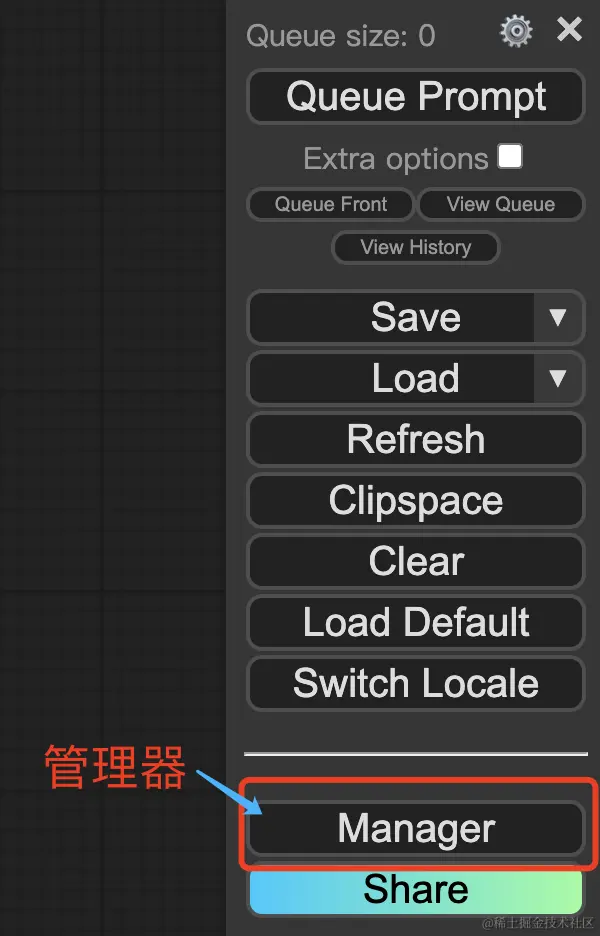 Queue size: 0
Queue Prompt
Extra options
Queue Front
View Queue
View History
Save
Load
Refresh
Clipspace
Clear
Load Default
Switch Locale
管理器
Manager
Share
@稀土掘金技术社区